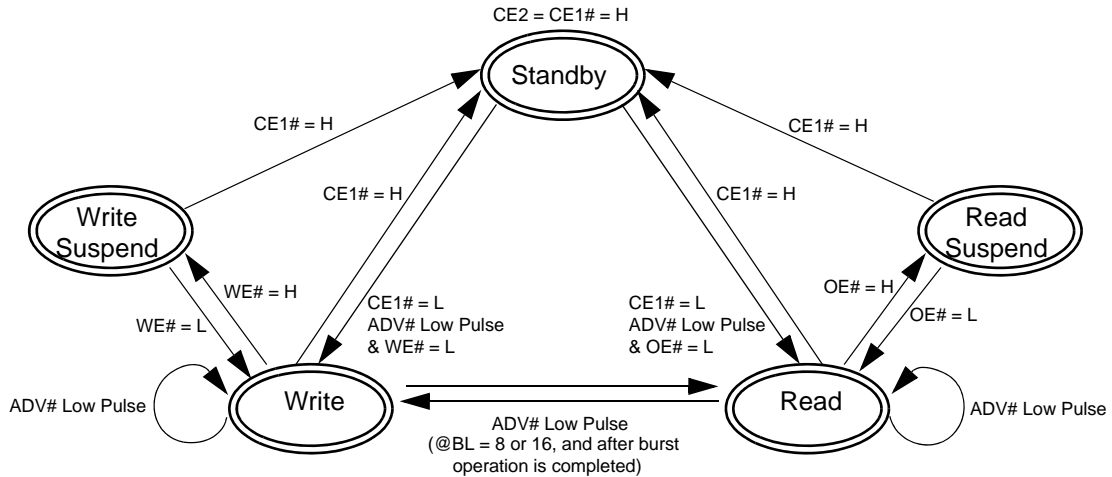 CE2 = CE1# = H
Standby
CE1# = H
CE1# = H
CE1# = H
CE1# = H
Write
Suspend
Read
Suspend
WE# = H
WE# = L
CE1# = L
ADV# Low Pulse
& WE# = L
CE1# = L
ADV# Low Pulse
& OE# = L
OE# = H
OE# = L
ADV# Low Pulse
Write
Read
ADV# Low Pulse
ADV# Low Pulse
(@BL = 8 or 16, and after burst
operation is completed)